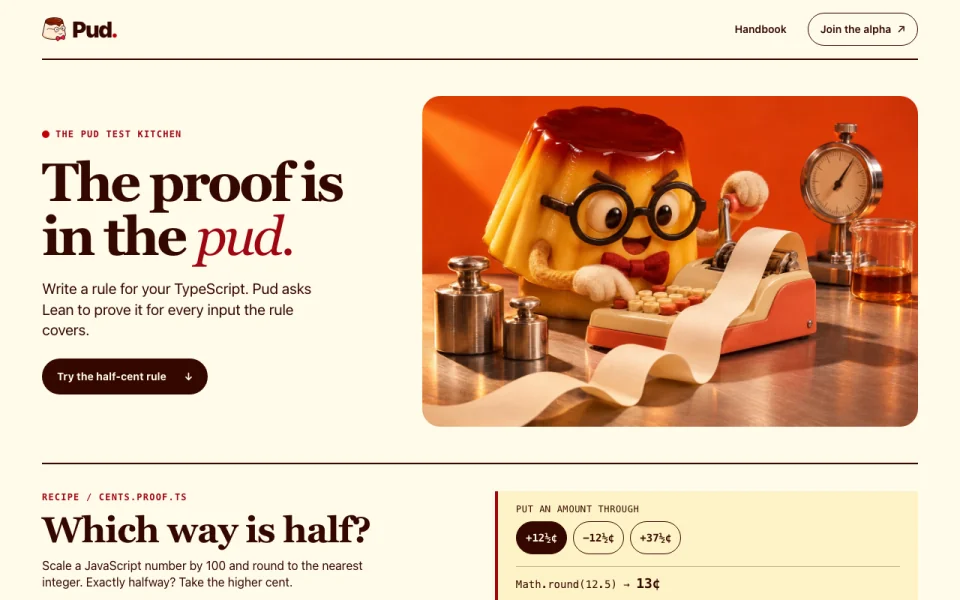 Pud.
Handbook
Join the alpha ↗
THE PUD TEST KITCHEN
The proof is
in the pud.
Write a rule for your TypeScript. Pud asks
Lean to prove it for every input the rule
covers.
Try the half-cent rule ↓
RECIPE / CENTS.PROOF.TS
Which way is half?
Scale a JavaScript number by 100 and round to the nearest
integer. Exactly halfway? Take the higher cent.
PUT AN AMOUNT THROUGH
+12½¢
−12½¢
+37½¢
Math.round(12.5) → 13¢